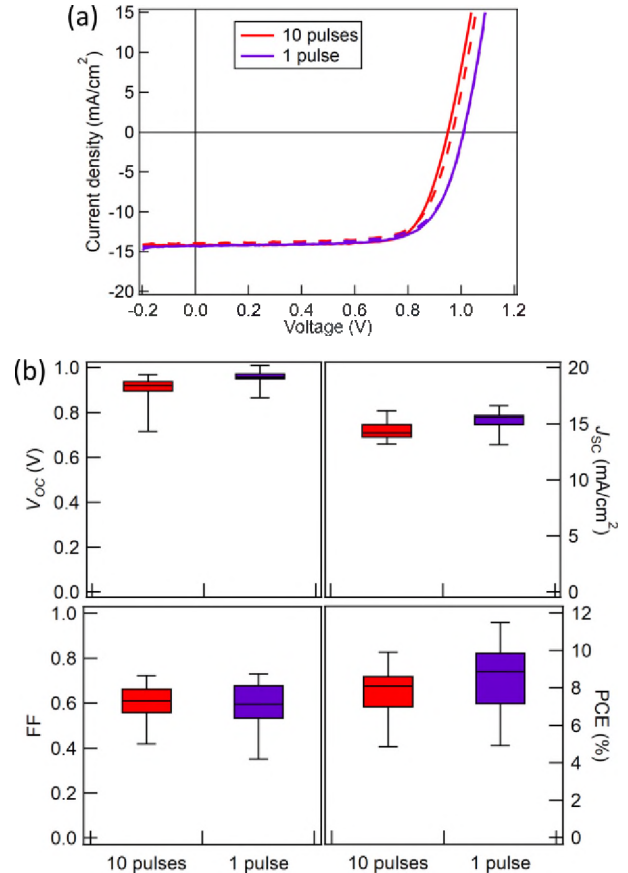 (a)
15
10
5
0
-5
-10
-15
-20
Current density (mA/cm²)
10 pulses
1 pulse
-0.2 0.0 0.2 0.4 0.6 0.8 1.0 1.2
Voltage (V)
(b)
1.0
0.8
0.6
0.4
0.2
0.0
V_OC (V)
20
15
10
5
0
J_SC (mA/cm²)
1.0
0.8
0.6
0.4
0.2
0.0
FF
12
10
8
6
4
2
0
PCE (%)
10 pulses 1 pulse 10 pulses 1 pulse